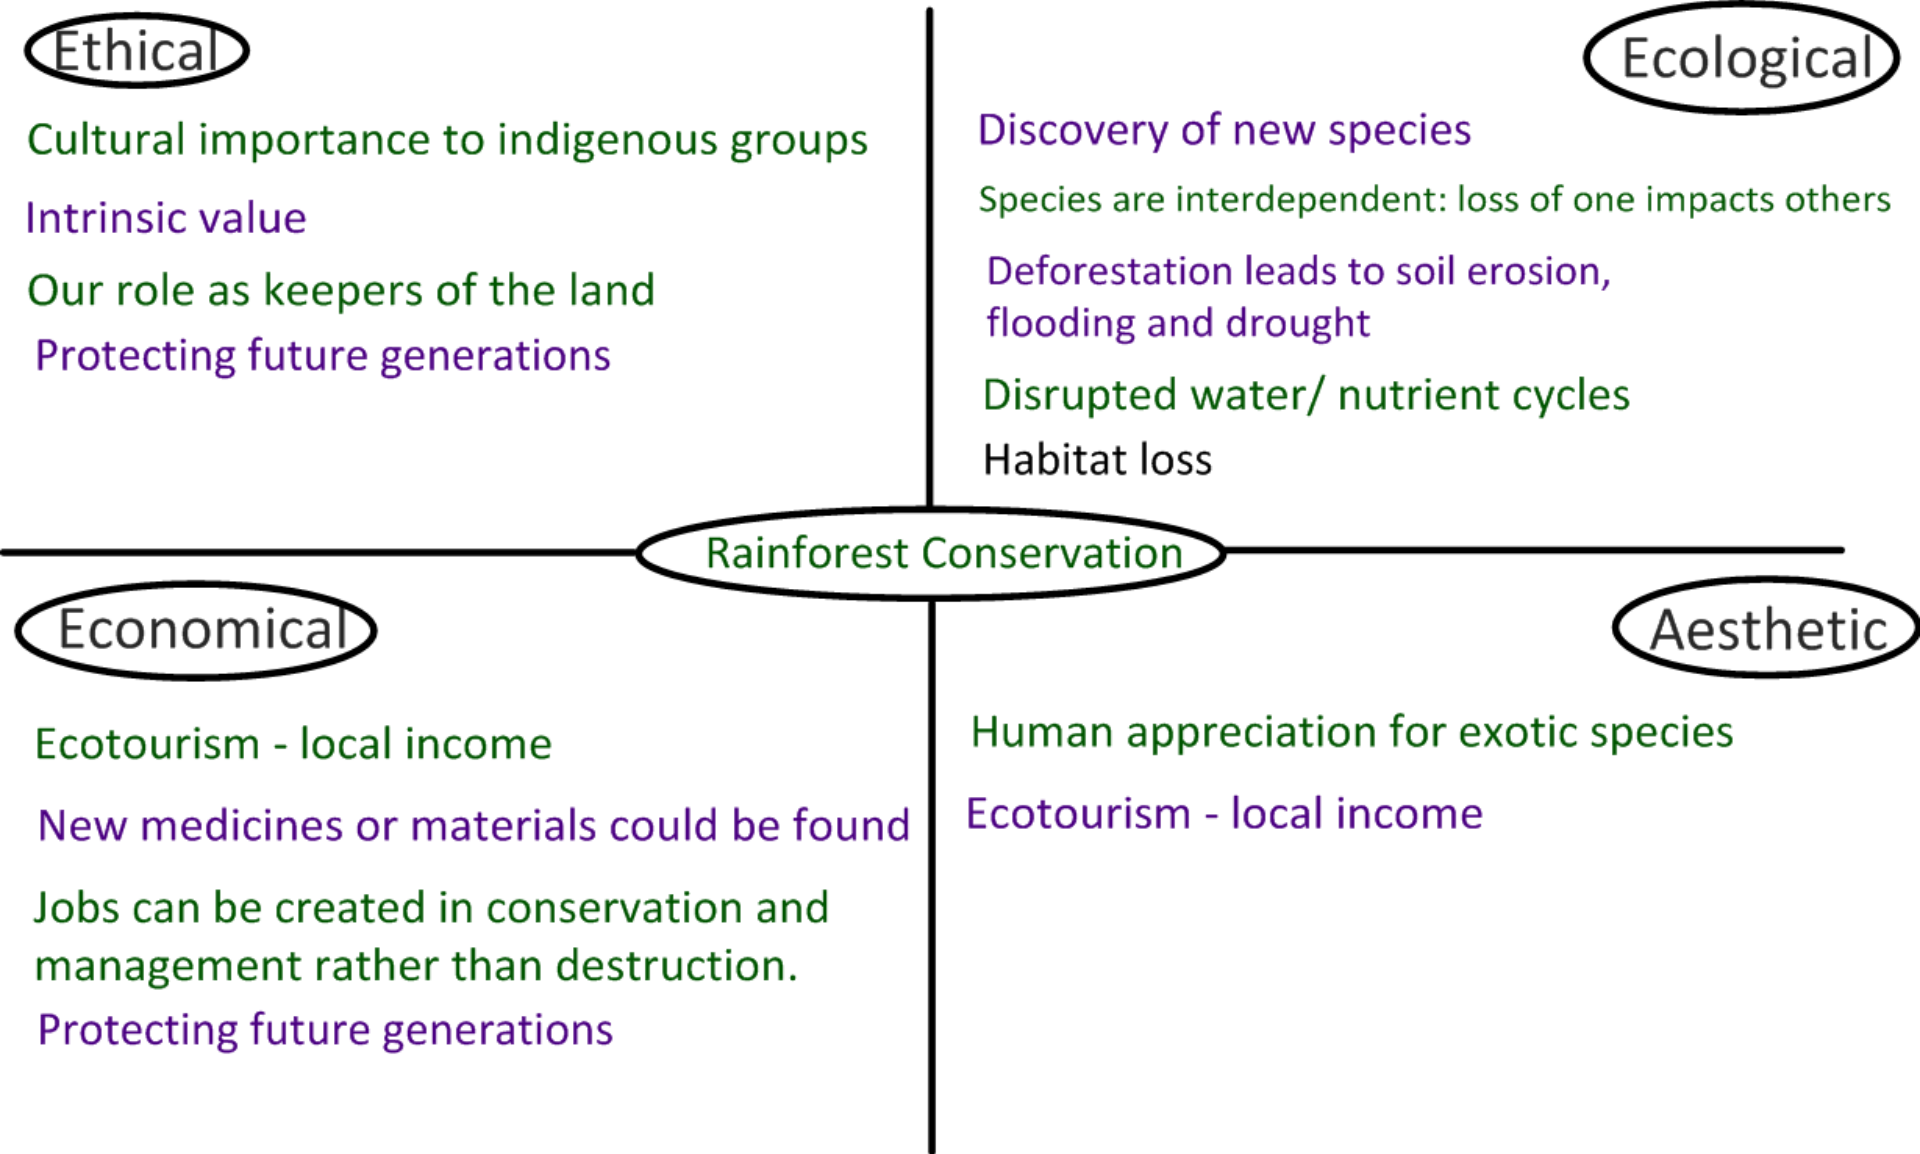 Ethical
Cultural importance to indigenous groups
Intrinsic value
Our role as keepers of the land
Protecting future generations
Ecological
Discovery of new species
Species are interdependent: loss of one impacts others
Deforestation leads to soil erosion,
flooding and drought
Disrupted water/ nutrient cycles
Habitat loss
Rainforest Conservation
Economical
Ecotourism - local income
New medicines or materials could be found
Jobs can be created in conservation and
management rather than destruction.
Protecting future generations
Aesthetic
Human appreciation for exotic species
Ecotourism - local income